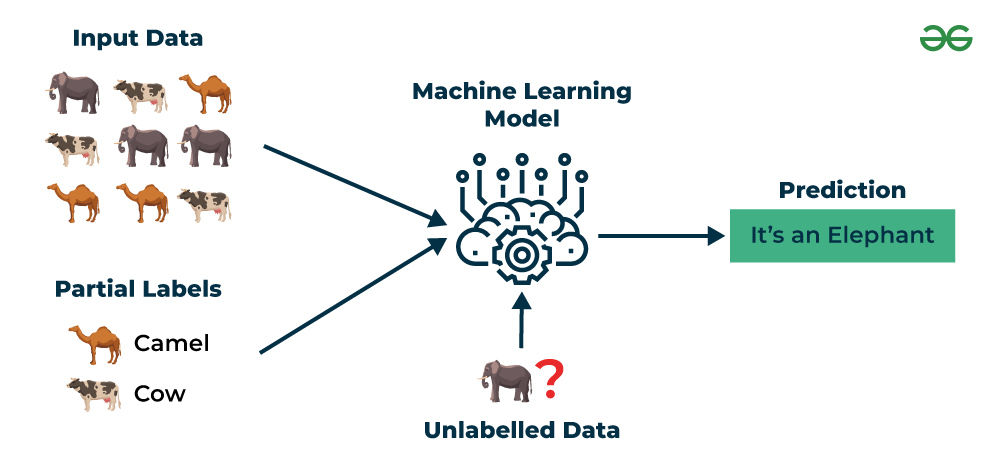 Input Data
Machine Learning
Model
Prediction
It's an Elephant
Partial Labels
Camel
Cow
?
Unlabelled Data